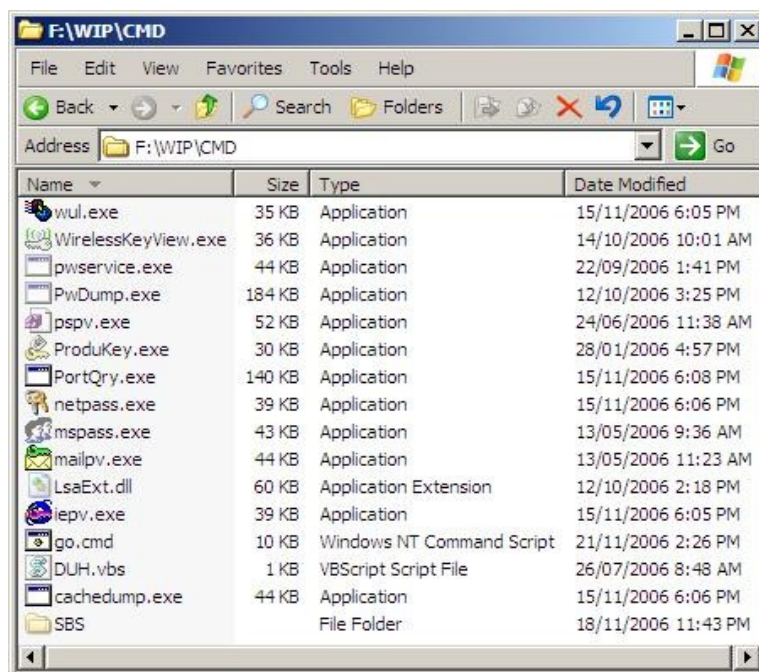 F:\WIP\CMD
File Edit View Favorites Tools Help
Back Search Folders
Address F:\WIP\CMD Go
Name Size Type Date Modified
wul.exe 35 KB Application 15/11/2006 6:05 PM
WirelessKeyView.exe 36 KB Application 14/10/2006 10:01 AM
pwservice.exe 44 KB Application 22/09/2006 1:41 PM
PwDump.exe 184 KB Application 12/10/2006 3:25 PM
pspv.exe 52 KB Application 24/06/2006 11:38 AM
ProduKey.exe 30 KB Application 28/01/2006 4:57 PM
PortQry.exe 140 KB Application 15/11/2006 6:08 PM
netpass.exe 39 KB Application 15/11/2006 6:06 PM
mspass.exe 43 KB Application 13/05/2006 9:36 AM
mailpv.exe 44 KB Application 13/05/2006 11:23 AM
LsaExt.dll 60 KB Application Extension 12/10/2006 2:18 PM
iepv.exe 39 KB Application 15/11/2006 6:05 PM
go.cmd 10 KB Windows NT Command Script 21/11/2006 2:26 PM
DUH.vbs 1 KB VBScript Script File 26/07/2006 8:48 AM
cachedump.exe 44 KB Application 15/11/2006 6:06 PM
SBS File Folder 18/11/2006 11:43 PM